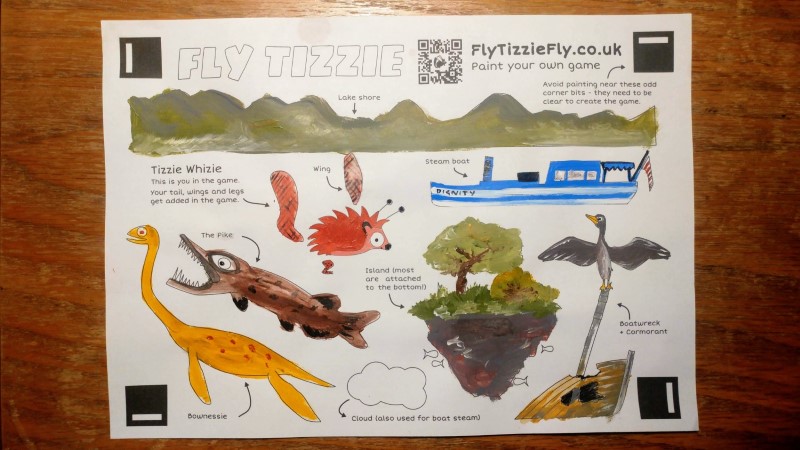 FLY TIZZIE
FlyTizzieFly.co.uk
Paint your own game
Avoid painting near these odd
corner bits - they need to be
clear to create the game.
Lake shore
Tizzie Whizie
This is you in the game.
Your tail, wings and legs
get added in the game.
Wing
Steam boat
DIGNITY
The Pike
Island (most
are attached
to the bottom!)
Boatwreck
+ Cormorant
Bownessie
Cloud (also used for boat steam)